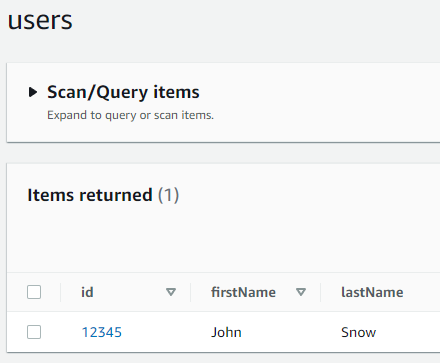 users
Scan/Query items
Expand to query or scan items.
Items returned (1)
id firstName lastName
12345 John Snow